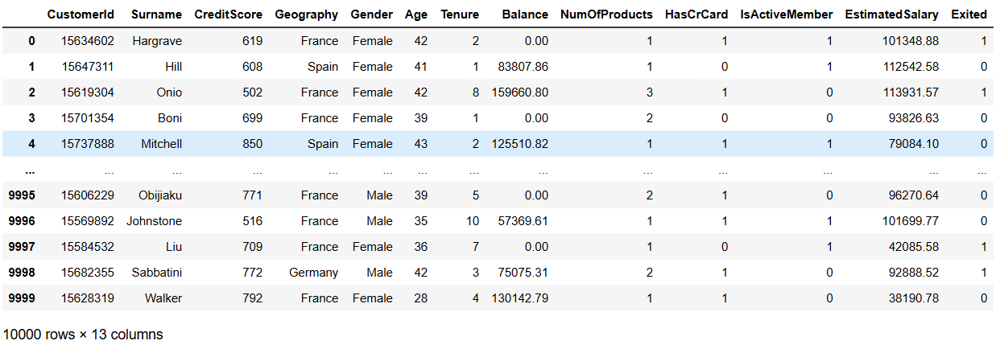 CustomerId Surname CreditScore Geography Gender Age Tenure Balance NumOfProducts HasCrCard IsActiveMember EstimatedSalary Exited
0 15634602 Hargrave 619 France Female 42 2 0.00 1 1 1 101348.88 1
1 15647311 Hill 608 Spain Female 41 1 83807.86 1 0 1 112542.58 0
2 15619304 Onio 502 France Female 42 8 159660.80 3 1 0 113931.57 1
3 15701354 Boni 699 France Female 39 1 0.00 2 0 0 93826.63 0
4 15737888 Mitchell 850 Spain Female 43 2 125510.82 1 1 1 79084.10 0
... ... ... ... ... ... ... ... ... ... ... ... ... ...
9995 15606229 Obijiaku 771 France Male 39 5 0.00 2 1 0 96270.64 0
9996 15569892 Johnstone 516 France Male 35 10 57369.61 1 1 1 101699.77 0
9997 15584532 Liu 709 France Female 36 7 0.00 1 0 1 42085.58 1
9998 15682355 Sabbatini 772 Germany Male 42 3 75075.31 2 1 0 92888.52 1
9999 15628319 Walker 792 France Female 28 4 130142.79 1 1 0 38190.78 0
10000 rows × 13 columns